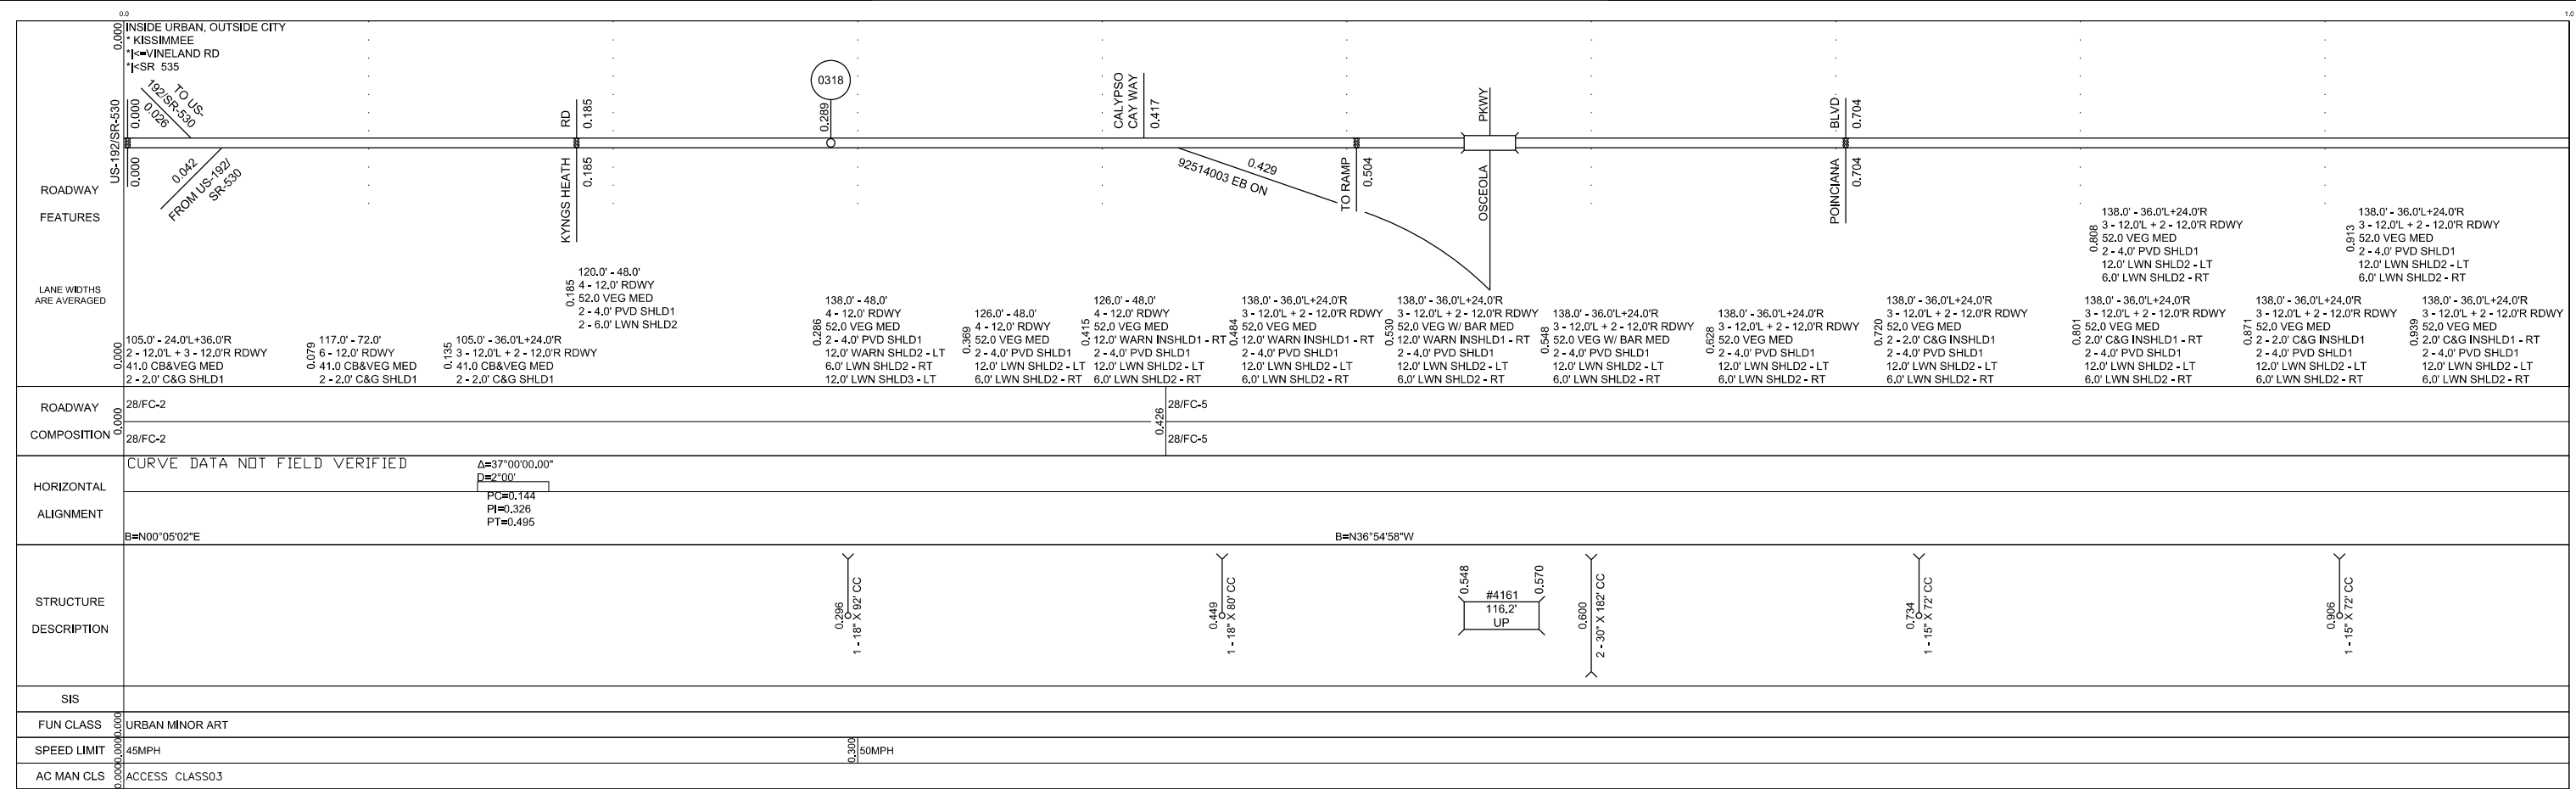 0.0
1.0
0.000
INSIDE URBAN, OUTSIDE CITY
* KISSIMMEE
*|<=VINELAND RD
*|<SR 535
US-192/SR-530
0.000
0.000
TO US-
192/SR-530
0.026
0.042
FROM US-192/
SR-530
RD
0.185
KYNGS HEATH
0.185
0318
0.289
CALYPSO
CAY WAY
0.417
0.429
92514003 EB ON
TO RAMP
0.504
PKWY
OSCEOLA
BLVD
0.704
POINCIANA
0.704
ROADWAY
FEATURES
LANE WIDTHS
ARE AVERAGED
0.000
105.0' - 24.0'L+36.0'R
2 - 12.0'L + 3 - 12.0'R RDWY
41.0 CB&VEG MED
2 - 2.0' C&G SHLD1
0.079
117.0' - 72.0'
6 - 12.0' RDWY
41.0 CB&VEG MED
2 - 2.0' C&G SHLD1
0.135
105.0' - 36.0'L+24.0'R
3 - 12.0'L + 2 - 12.0'R RDWY
41.0 CB&VEG MED
2 - 2.0' C&G SHLD1
0.185
120.0' - 48.0'
4 - 12.0' RDWY
52.0 VEG MED
2 - 4.0' PVD SHLD1
2 - 6.0' LWN SHLD2
0.286
138.0' - 48.0'
4 - 12.0' RDWY
52.0 VEG MED
2 - 4.0' PVD SHLD1
12.0' WARN SHLD2 - LT
6.0' LWN SHLD2 - RT
12.0' LWN SHLD3 - LT
0.369
126.0' - 48.0'
4 - 12.0' RDWY
52.0 VEG MED
2 - 4.0' PVD SHLD1
12.0' LWN SHLD2 - LT
6.0' LWN SHLD2 - RT
0.415
126.0' - 48.0'
4 - 12.0' RDWY
52.0 VEG MED
12.0' WARN INSHLD1 - RT
2 - 4.0' PVD SHLD1
12.0' LWN SHLD2 - LT
6.0' LWN SHLD2 - RT
0.484
138.0' - 36.0'L+24.0'R
3 - 12.0'L + 2 - 12.0'R RDWY
52.0 VEG MED
12.0' WARN INSHLD1 - RT
2 - 4.0' PVD SHLD1
12.0' LWN SHLD2 - LT
6.0' LWN SHLD2 - RT
0.530
138.0' - 36.0'L+24.0'R
3 - 12.0'L + 2 - 12.0'R RDWY
52.0 VEG W/ BAR MED
12.0' WARN INSHLD1 - RT
2 - 4.0' PVD SHLD1
12.0' LWN SHLD2 - LT
6.0' LWN SHLD2 - RT
0.548
138.0' - 36.0'L+24.0'R
3 - 12.0'L + 2 - 12.0'R RDWY
52.0 VEG W/ BAR MED
2 - 4.0' PVD SHLD1
12.0' LWN SHLD2 - LT
6.0' LWN SHLD2 - RT
0.628
138.0' - 36.0'L+24.0'R
3 - 12.0'L + 2 - 12.0'R RDWY
52.0 VEG MED
2 - 4.0' PVD SHLD1
12.0' LWN SHLD2 - LT
6.0' LWN SHLD2 - RT
0.720
138.0' - 36.0'L+24.0'R
3 - 12.0'L + 2 - 12.0'R RDWY
52.0 VEG MED
2 - 2.0' C&G INSHLD1
2 - 4.0' PVD SHLD1
12.0' LWN SHLD2 - LT
6.0' LWN SHLD2 - RT
0.801
138.0' - 36.0'L+24.0'R
3 - 12.0'L + 2 - 12.0'R RDWY
52.0 VEG MED
2.0' C&G INSHLD1 - RT
2 - 4.0' PVD SHLD1
12.0' LWN SHLD2 - LT
6.0' LWN SHLD2 - RT
0.808
138.0' - 36.0'L+24.0'R
3 - 12.0'L + 2 - 12.0'R RDWY
52.0 VEG MED
2 - 4.0' PVD SHLD1
12.0' LWN SHLD2 - LT
6.0' LWN SHLD2 - RT
0.871
138.0' - 36.0'L+24.0'R
3 - 12.0'L + 2 - 12.0'R RDWY
52.0 VEG MED
2 - 2.0' C&G INSHLD1
2 - 4.0' PVD SHLD1
12.0' LWN SHLD2 - LT
6.0' LWN SHLD2 - RT
0.913
138.0' - 36.0'L+24.0'R
3 - 12.0'L + 2 - 12.0'R RDWY
52.0 VEG MED
2 - 4.0' PVD SHLD1
12.0' LWN SHLD2 - LT
6.0' LWN SHLD2 - RT
0.939
138.0' - 36.0'L+24.0'R
3 - 12.0'L + 2 - 12.0'R RDWY
52.0 VEG MED
2.0' C&G INSHLD1 - RT
2 - 4.0' PVD SHLD1
12.0' LWN SHLD2 - LT
6.0' LWN SHLD2 - RT
ROADWAY
COMPOSITION
0.000
28/FC-2
28/FC-2
0.426
28/FC-5
28/FC-5
HORIZONTAL
ALIGNMENT
CURVE DATA NOT FIELD VERIFIED
Δ=37°00'00.00"
D=2°00'
PC=0.144
PI=0.326
PT=0.495
B=N00°05'02"E
B=N36°54'58"W
STRUCTURE
DESCRIPTION
0.296
1 - 18" X 92' CC
0.449
1 - 18" X 80' CC
0.548
#4161
116.2'
UP
0.570
0.600
2 - 30" X 182' CC
0.734
1 - 15" X 72' CC
0.906
1 - 15" X 72' CC
SIS
FUN CLASS
0.000
URBAN MINOR ART
SPEED LIMIT
0.000
45MPH
0.300
50MPH
AC MAN CLS
0.000
ACCESS CLASS03